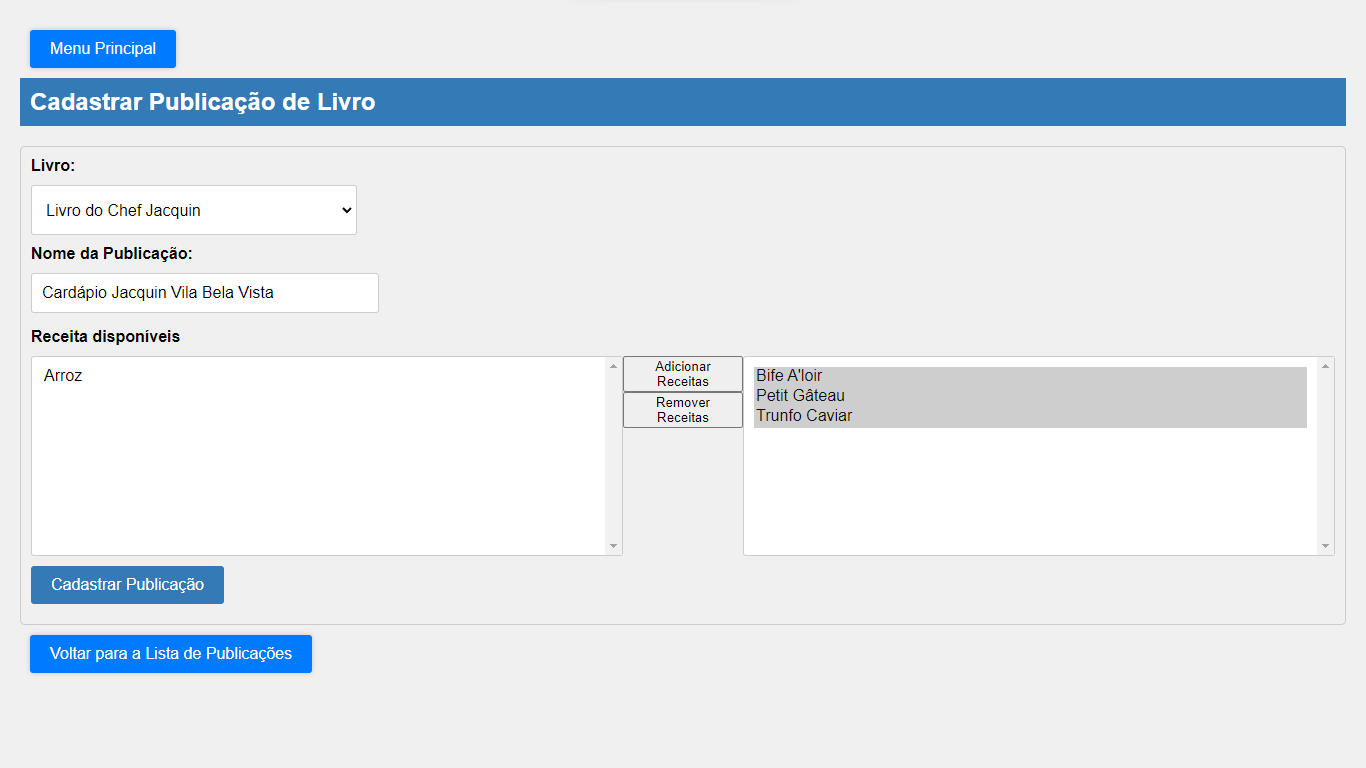 Menu Principal
Cadastrar Publicação de Livro
Livro:
Livro do Chef Jacquin
Nome da Publicação:
Cardápio Jacquin Vila Bela Vista
Receita disponíveis
Arroz
Adicionar
Receitas
Remover
Receitas
Bife A'loir
Petit Gâteau
Trunfo Caviar
Cadastrar Publicação
Voltar para a Lista de Publicações